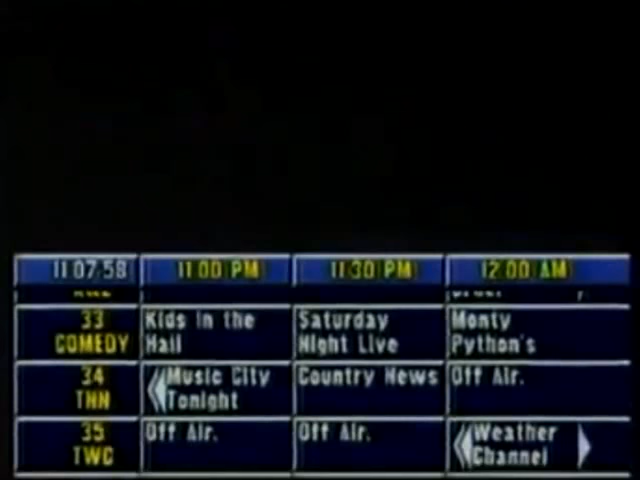 11:07:58 11:00 PM 11:30 PM 12:00 AM
33 Kids in the Saturday Monty
COMEDY Hall Night Live Python's
34 Music City Country News Off Air.
TNN Tonight
35 Off Air. Off Air. Weather
TWC Channel